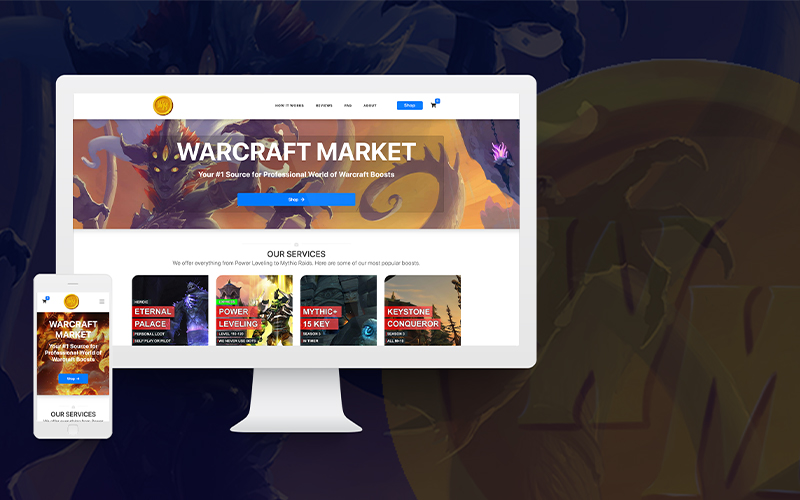 HOW IT WORKS REVIEWS FAQ ABOUT Shop
WARCRAFT MARKET
Your #1 Source for Professional World of Warcraft Boosts
Shop →
OUR SERVICES
We offer everything from Power Leveling to Mythic Raids. Here are some of our most popular boosts.
HEROIC
ETERNAL
PALACE
PERSONAL LOOT
SELF PLAY OR PILOT
POWER
LEVELING
LEVEL 110-120
WE NEVER USE BOTS
MYTHIC+
15 KEY
SEASON 3
IN TIMER
KEYSTONE
CONQUEROR
SEASON 3
ALL M+10
WARCRAFT
MARKET
Your #1 Source for
Professional World of
Warcraft Boosts
Shop →
OUR SERVICES